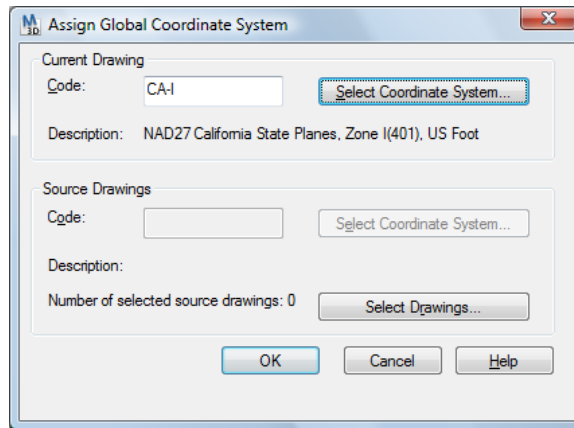 M 3D Assign Global Coordinate System
Current Drawing
Code: CA-I Select Coordinate System...
Description: NAD27 California State Planes, Zone I(401), US Foot
Source Drawings
Code: Select Coordinate System...
Description:
Number of selected source drawings: 0 Select Drawings...
OK Cancel Help